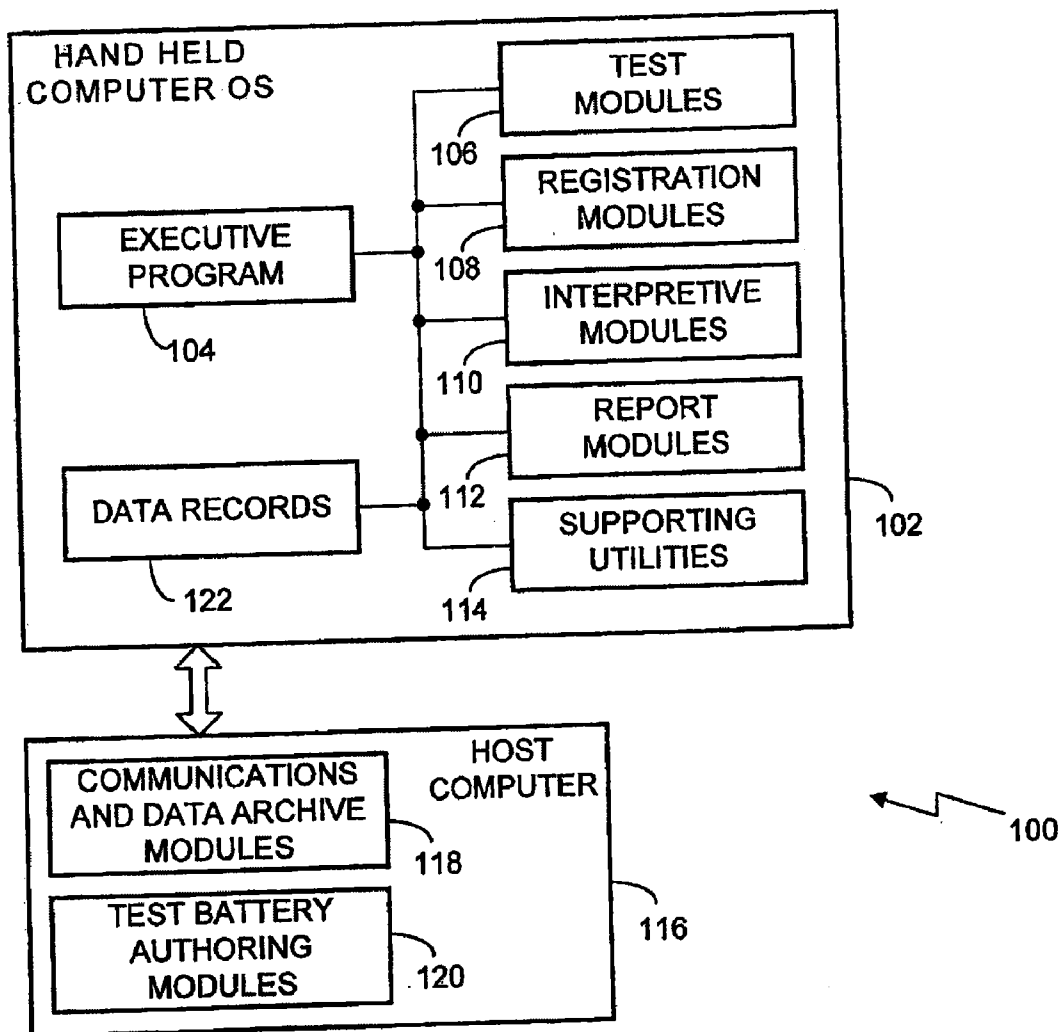 HAND HELD
COMPUTER OS
TEST
MODULES
106
REGISTRATION
MODULES
108
EXECUTIVE
PROGRAM
104
INTERPRETIVE
MODULES
110
REPORT
MODULES
112
DATA RECORDS
122
SUPPORTING
UTILITIES
114
102
HOST
COMPUTER
COMMUNICATIONS
AND DATA ARCHIVE
MODULES
118
TEST BATTERY
AUTHORING
MODULES
120
116
100